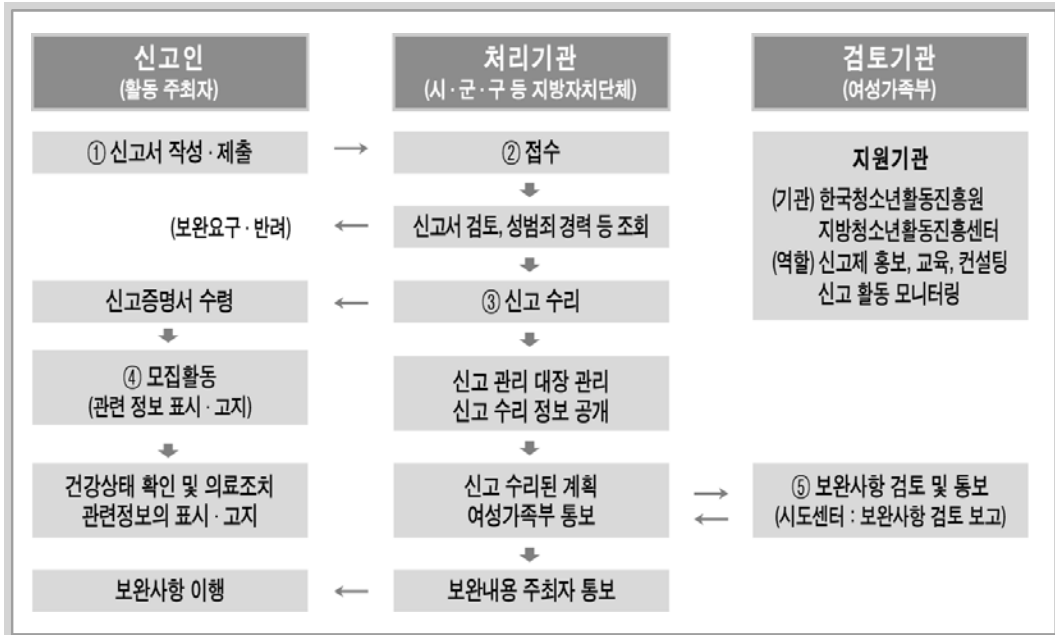 신고인
(활동 주최자)
처리기관
(시·군·구 등 지방자치단체)
검토기관
(여성가족부)
① 신고서 작성·제출
→
② 접수
지원기관
(기관) 한국청소년활동진흥원
지방청소년활동진흥센터
(역할) 신고제 홍보, 교육, 컨설팅
신고 활동 모니터링
(보완요구·반려)
←
신고서 검토, 성범죄 경력 등 조회
신고증명서 수령
←
③ 신고 수리
④ 모집활동
(관련 정보 표시·고지)
신고 관리 대장 관리
신고 수리 정보 공개
건강상태 확인 및 의료조치
관련정보의 표시·고지
신고 수리된 계획
여성가족부 통보
→
←
⑤ 보완사항 검토 및 통보
(시도센터 : 보완사항 검토 보고)
보완사항 이행
←
보완내용 주최자 통보